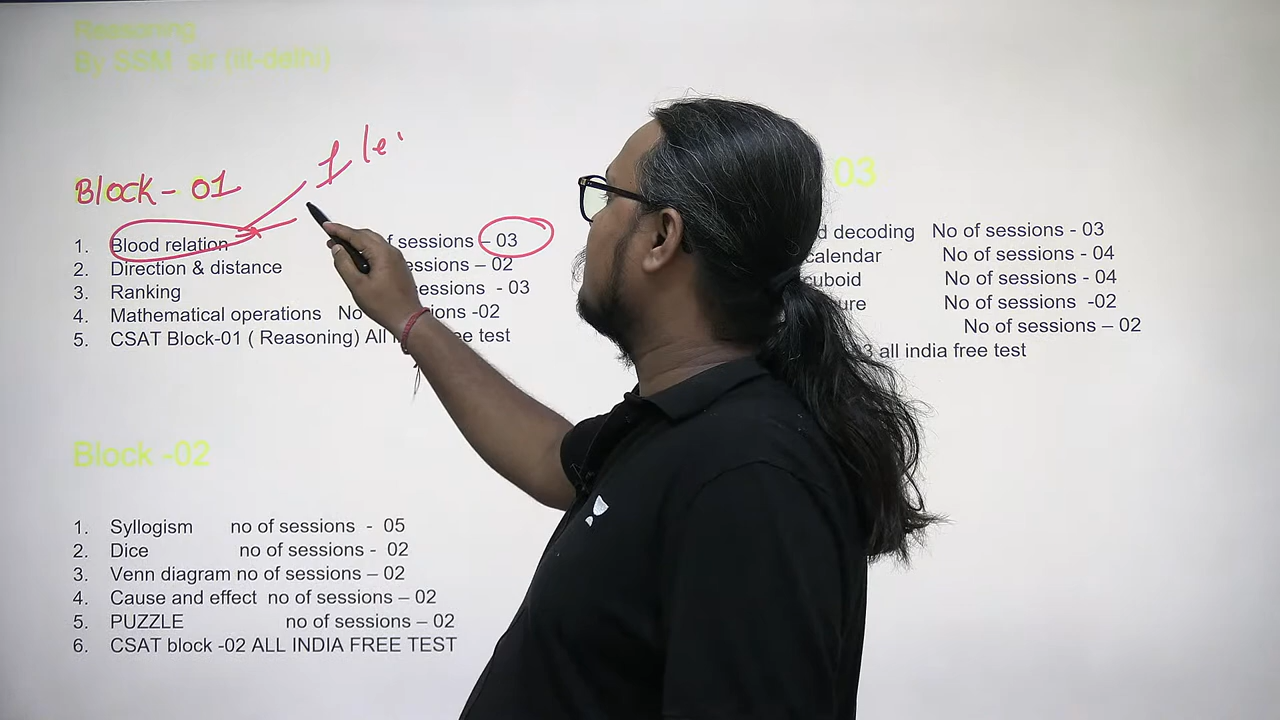 Reasoning
By SSM sir (iit-delhi)
1 le
Block - 01
1. Blood relation f sessions – 03
2. Direction & distance essions – 02
3. Ranking sessions - 03
4. Mathematical operations No ions -02
5. CSAT Block-01 ( Reasoning) All free test
Block -02
1. Syllogism no of sessions - 05
2. Dice no of sessions - 02
3. Venn diagram no of sessions – 02
4. Cause and effect no of sessions – 02
5. PUZZLE no of sessions – 02
6. CSAT block -02 ALL INDIA FREE TEST
03
d decoding No of sessions - 03
calendar No of sessions - 04
cuboid No of sessions - 04
ure No of sessions -02
No of sessions – 02
3 all india free test